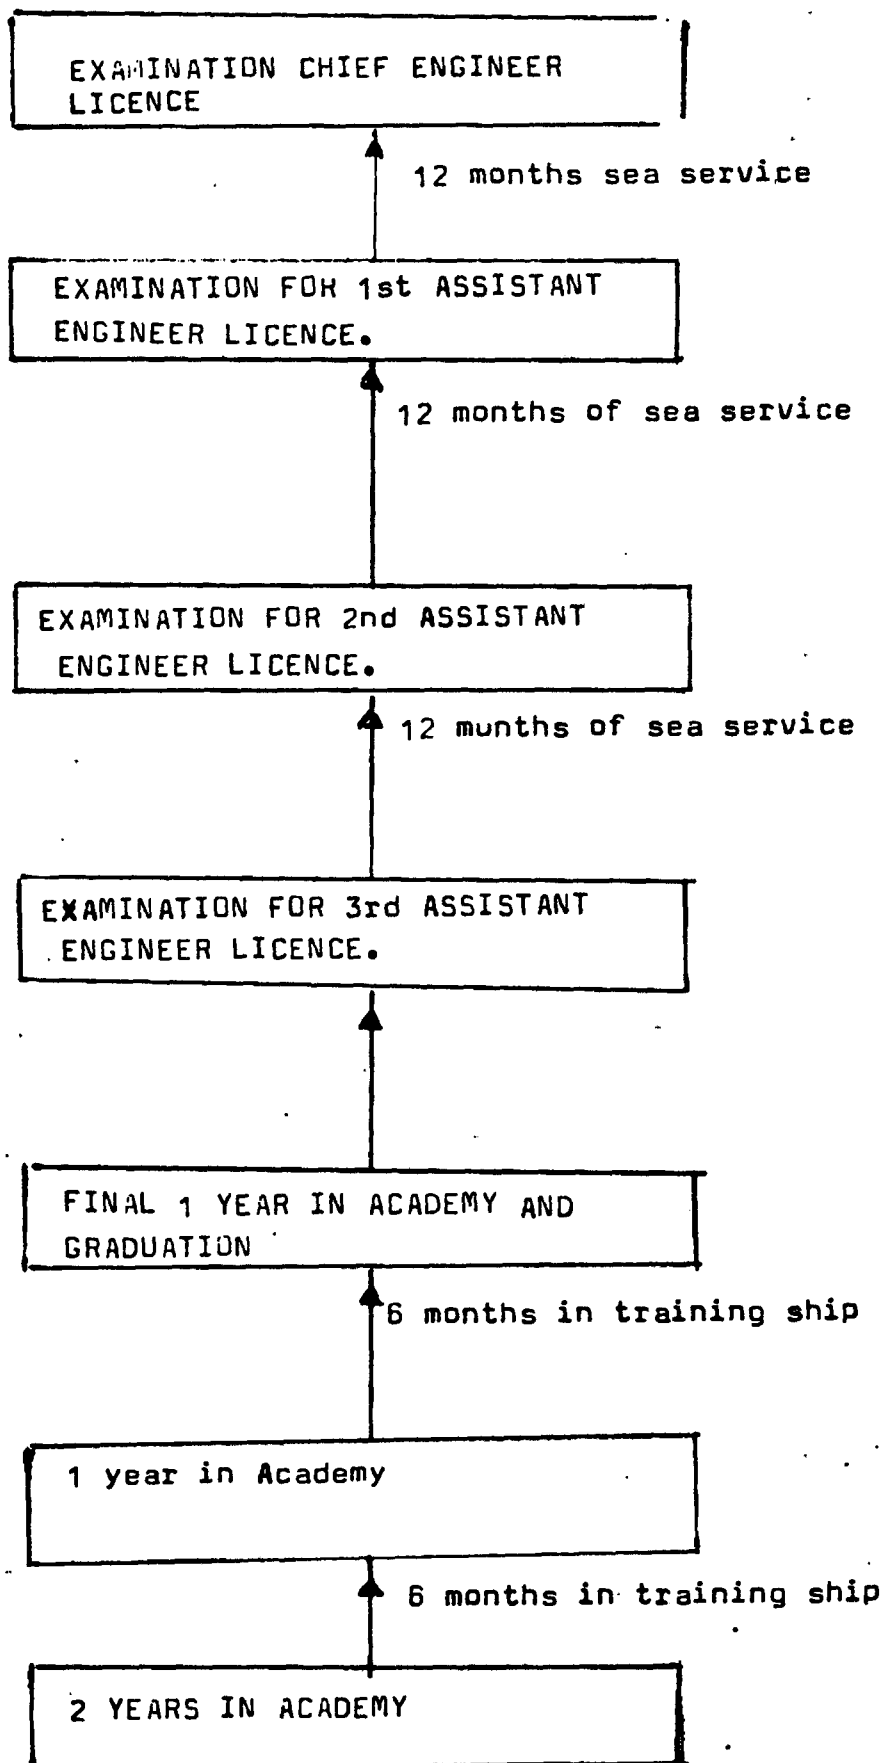 EXAMINATION CHIEF ENGINEER
LICENCE
12 months sea service
EXAMINATION FOR 1st ASSISTANT
ENGINEER LICENCE.
12 months of sea service
EXAMINATION FOR 2nd ASSISTANT
ENGINEER LICENCE.
12 months of sea service
EXAMINATION FOR 3rd ASSISTANT
ENGINEER LICENCE.
FINAL 1 YEAR IN ACADEMY AND
GRADUATION
6 months in training ship
1 year in Academy
6 months in training ship
2 YEARS IN ACADEMY